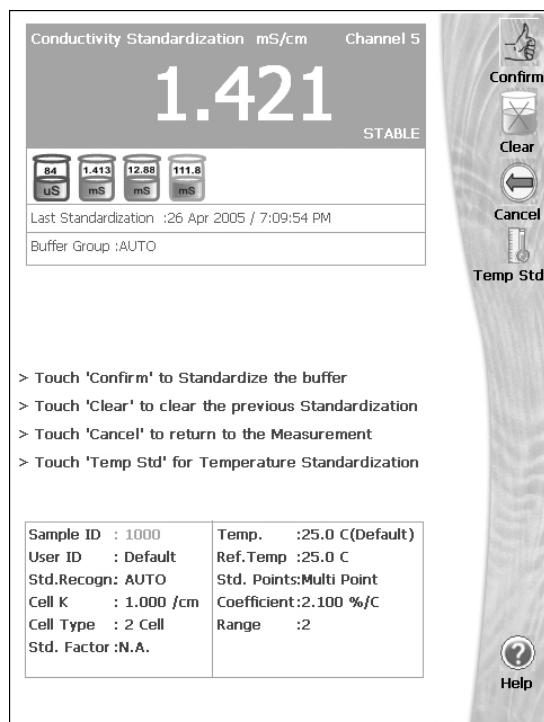 Conductivity Standardization mS/cm Channel 5
1.421
STABLE
84 1.413 12.88 111.8
uS mS mS mS
Last Standardization :26 Apr 2005 / 7:09:54 PM
Buffer Group :AUTO
Confirm
Clear
Cancel
Temp Std
> Touch 'Confirm' to Standardize the buffer
> Touch 'Clear' to clear the previous Standardization
> Touch 'Cancel' to return to the Measurement
> Touch 'Temp Std' for Temperature Standardization
Sample ID : 1000
User ID : Default
Std.Recogn.: AUTO
Cell K : 1.000 /cm
Cell Type : 2 Cell
Std. Factor :N.A.
Temp. :25.0 C(Default)
Ref.Temp :25.0 C
Std. Points:Multi Point
Coefficient:2.100 %/C
Range :2
Help